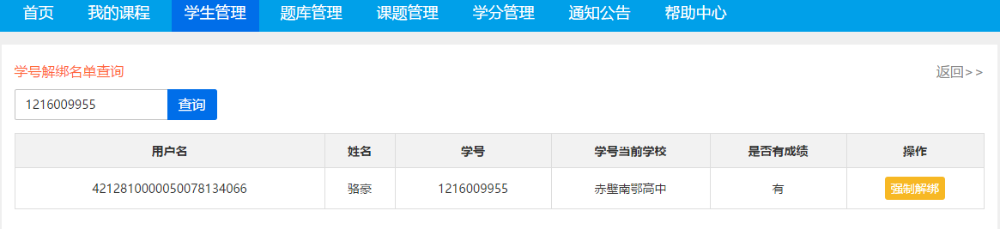 首页 我的课程 学生管理 题库管理 课题管理 学分管理 通知公告 帮助中心
学号解绑名单查询 返回>>
1216009955 查询
用户名 姓名 学号 学号当前学校 是否有成绩 操作
4212810000050078134066 骆豪 1216009955 赤壁南鄂高中 有 强制解绑